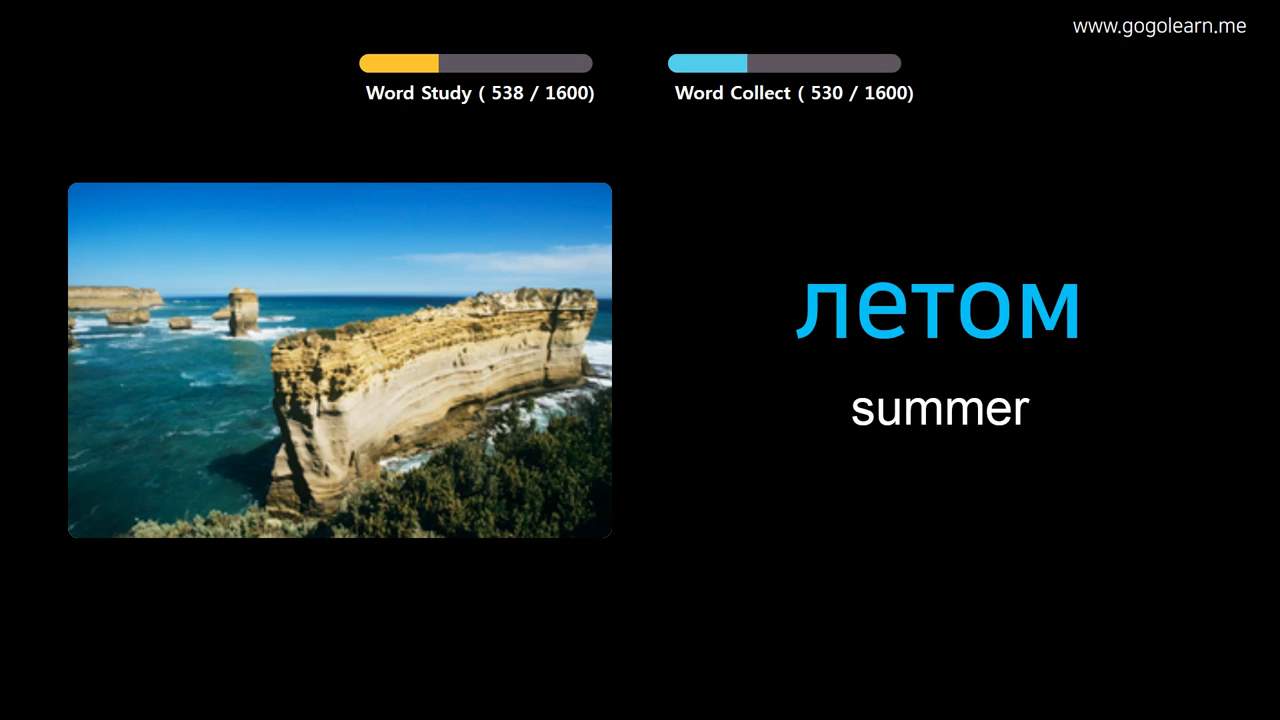 www.gogolearn.me
Word Study ( 538 / 1600)
Word Collect ( 530 / 1600)
летом
summer